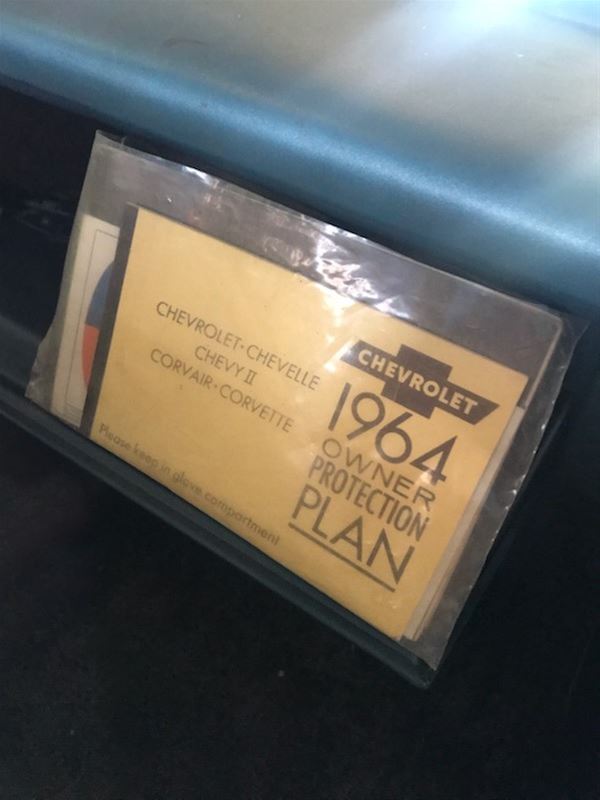 CHEVROLET
1964
OWNER
PROTECTION
PLAN
CHEVROLET·CHEVELLE
CHEVY II
CORVAIR·CORVETTE
Please keep in glove compartment